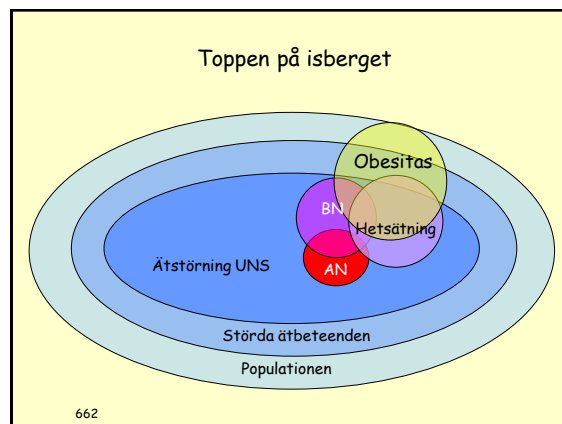 Toppen på isberget
Obesitas
BN
Hetsätning
Ätstörning UNS
AN
Störda ätbeteenden
Populationen
662